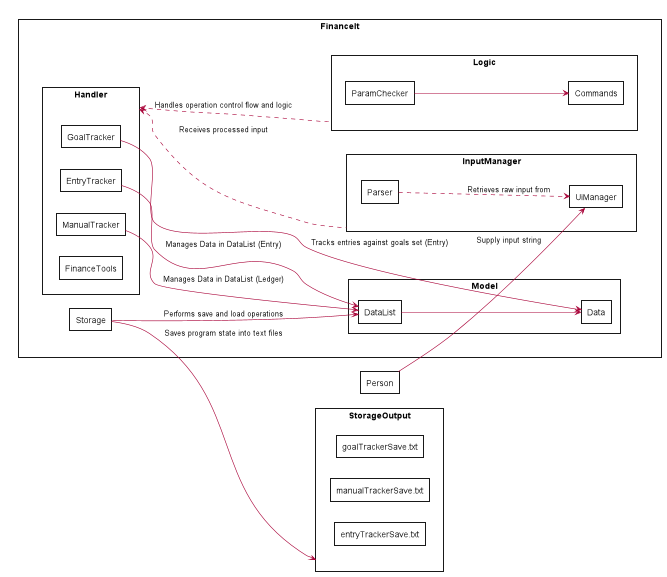 FinanceIt
Logic
ParamChecker
Commands
Handler
Handles operation control flow and logic
GoalTracker
Receives processed input
InputManager
EntryTracker
Parser
Retrieves raw input from
UiManager
ManualTracker
Manages Data in DataList (Entry)
Tracks entries against goals set (Entry)
Supply input string
FinanceTools
Manages Data in DataList (Ledger)
Model
Storage
Performs save and load operations
DataList
Data
Saves program state into text files
Person
StorageOutput
goalTrackerSave.txt
manualTrackerSave.txt
entryTrackerSave.txt